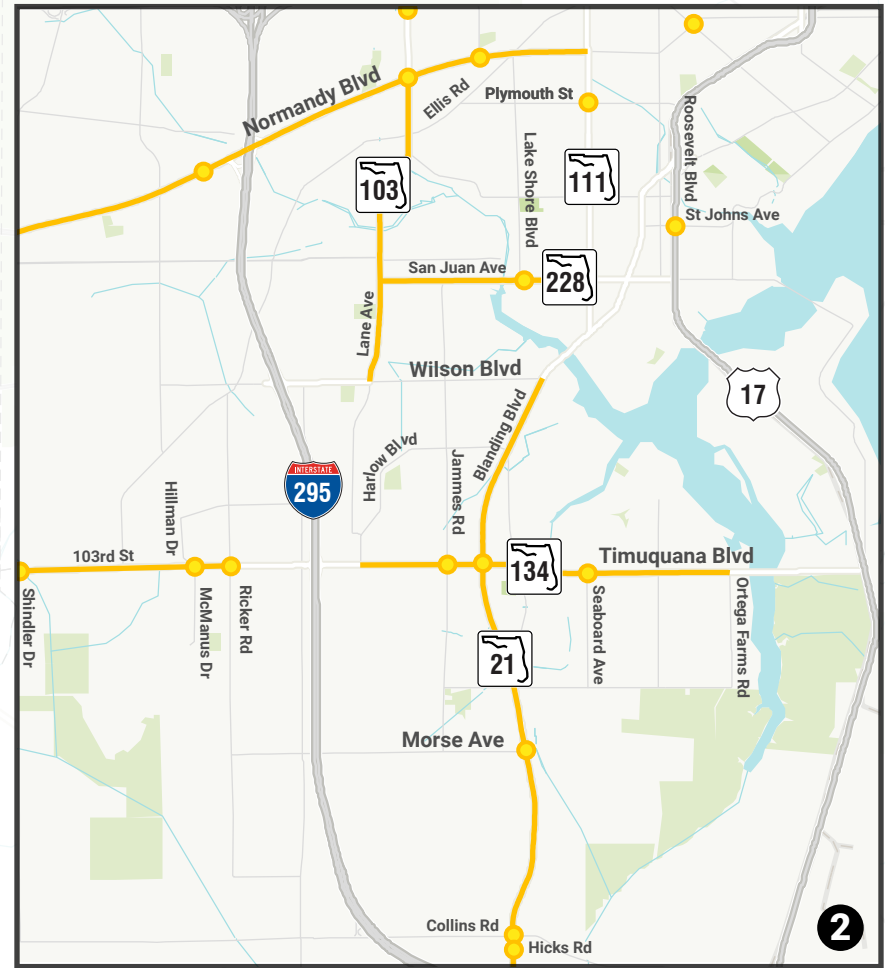 Normandy Blvd
Ellis Rd
Plymouth St
Roosevelt Blvd
Lake Shore Blvd
103
111
St Johns Ave
San Juan Ave
228
Lane Ave
Wilson Blvd
17
Blanding Blvd
Harlow Blvd
Jammes Rd
INTERSTATE
295
Hillman Dr
103rd St
134
Timuquana Blvd
Shindler Dr
McManus Dr
Ricker Rd
Seaboard Ave
Ortega Farms Rd
21
Morse Ave
Collins Rd
Hicks Rd
2